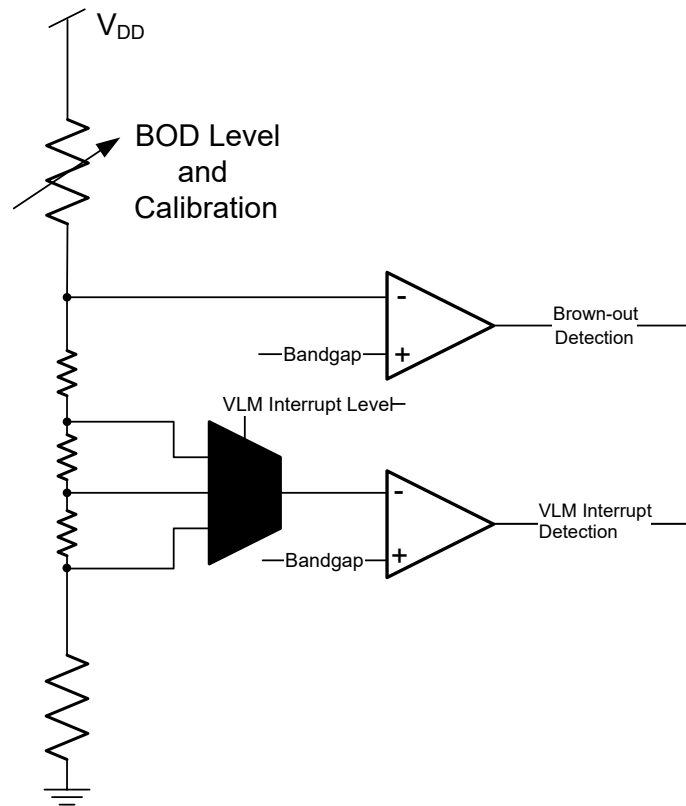 VDD
BOD Level
and
Calibration
-
Brown-out
Detection
Bandgap
+
VLM Interrupt Level
-
VLM Interrupt
Detection
Bandgap
+